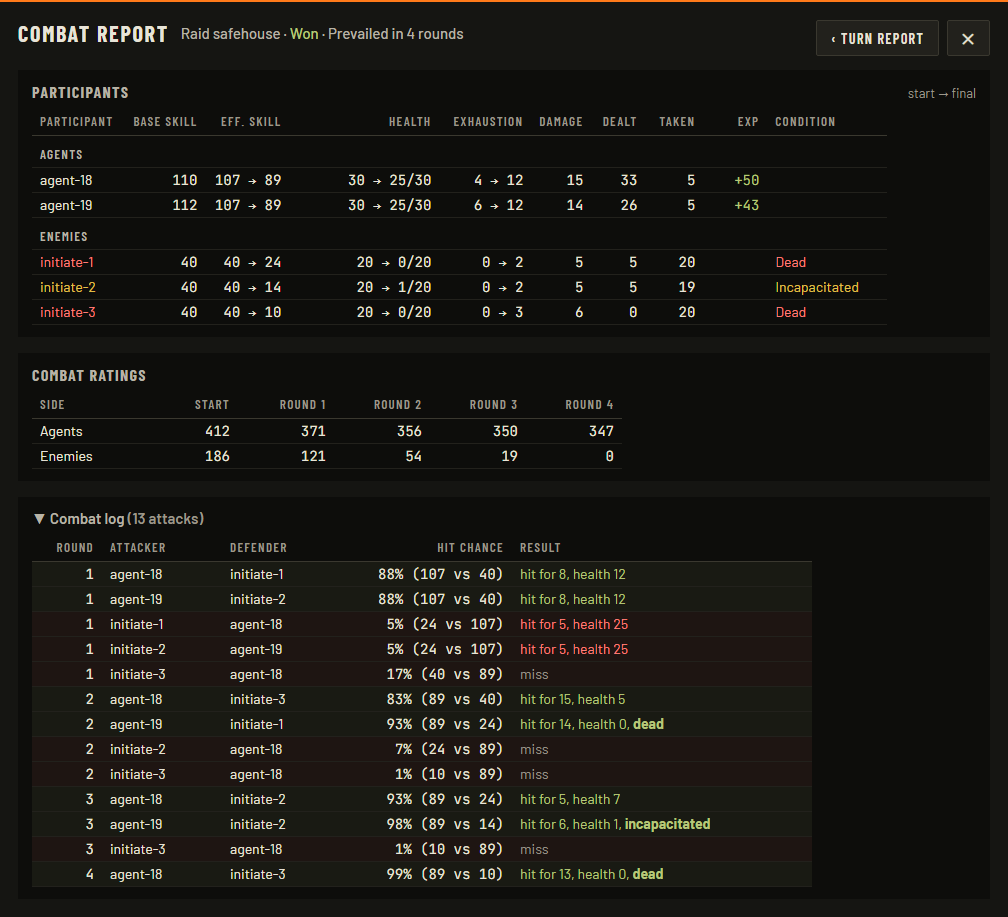 COMBAT REPORT Raid safehouse · Won · Prevailed in 4 rounds ‹ TURN REPORT ✕
PARTICIPANTS start → final
PARTICIPANT BASE SKILL EFF. SKILL HEALTH EXHAUSTION DAMAGE DEALT TAKEN EXP CONDITION
AGENTS
agent-18 110 107 → 89 30 → 25/30 4 → 12 15 33 5 +50
agent-19 112 107 → 89 30 → 25/30 6 → 12 14 26 5 +43
ENEMIES
initiate-1 40 40 → 24 20 → 0/20 0 → 2 5 5 20 Dead
initiate-2 40 40 → 14 20 → 1/20 0 → 2 5 5 19 Incapacitated
initiate-3 40 40 → 10 20 → 0/20 0 → 3 6 0 20 Dead
COMBAT RATINGS
SIDE START ROUND 1 ROUND 2 ROUND 3 ROUND 4
Agents 412 371 356 350 347
Enemies 186 121 54 19 0
▼ Combat log (13 attacks)
ROUND ATTACKER DEFENDER HIT CHANCE RESULT
1 agent-18 initiate-1 88% (107 vs 40) hit for 8, health 12
1 agent-19 initiate-2 88% (107 vs 40) hit for 8, health 12
1 initiate-1 agent-18 5% (24 vs 107) hit for 5, health 25
1 initiate-2 agent-19 5% (24 vs 107) hit for 5, health 25
1 initiate-3 agent-18 17% (40 vs 89) miss
2 agent-18 initiate-3 83% (89 vs 40) hit for 15, health 5
2 agent-19 initiate-1 93% (89 vs 24) hit for 14, health 0, dead
2 initiate-2 agent-18 7% (24 vs 89) miss
2 initiate-3 agent-18 1% (10 vs 89) miss
3 agent-18 initiate-2 93% (89 vs 24) hit for 5, health 7
3 agent-19 initiate-2 98% (89 vs 14) hit for 6, health 1, incapacitated
3 initiate-3 agent-18 1% (10 vs 89) miss
4 agent-18 initiate-3 99% (89 vs 10) hit for 13, health 0, dead